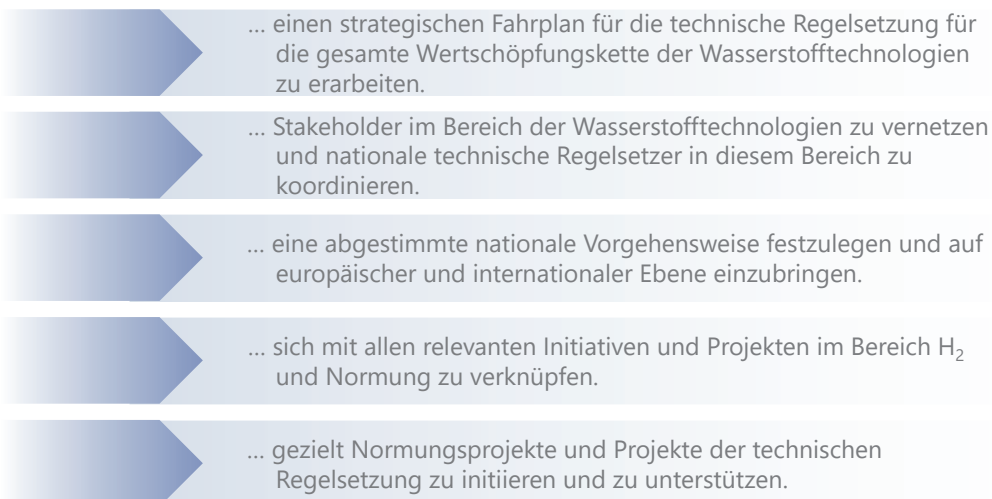 ... einen strategischen Fahrplan für die technische Regelsetzung für
die gesamte Wertschöpfungskette der Wasserstofftechnologien
zu erarbeiten.
... Stakeholder im Bereich der Wasserstofftechnologien zu vernetzen
und nationale technische Regelsetzer in diesem Bereich zu
koordinieren.
... eine abgestimmte nationale Vorgehensweise festzulegen und auf
europäischer und internationaler Ebene einzubringen.
... sich mit allen relevanten Initiativen und Projekten im Bereich H₂
und Normung zu verknüpfen.
... gezielt Normungsprojekte und Projekte der technischen
Regelsetzung zu initiieren und zu unterstützen.